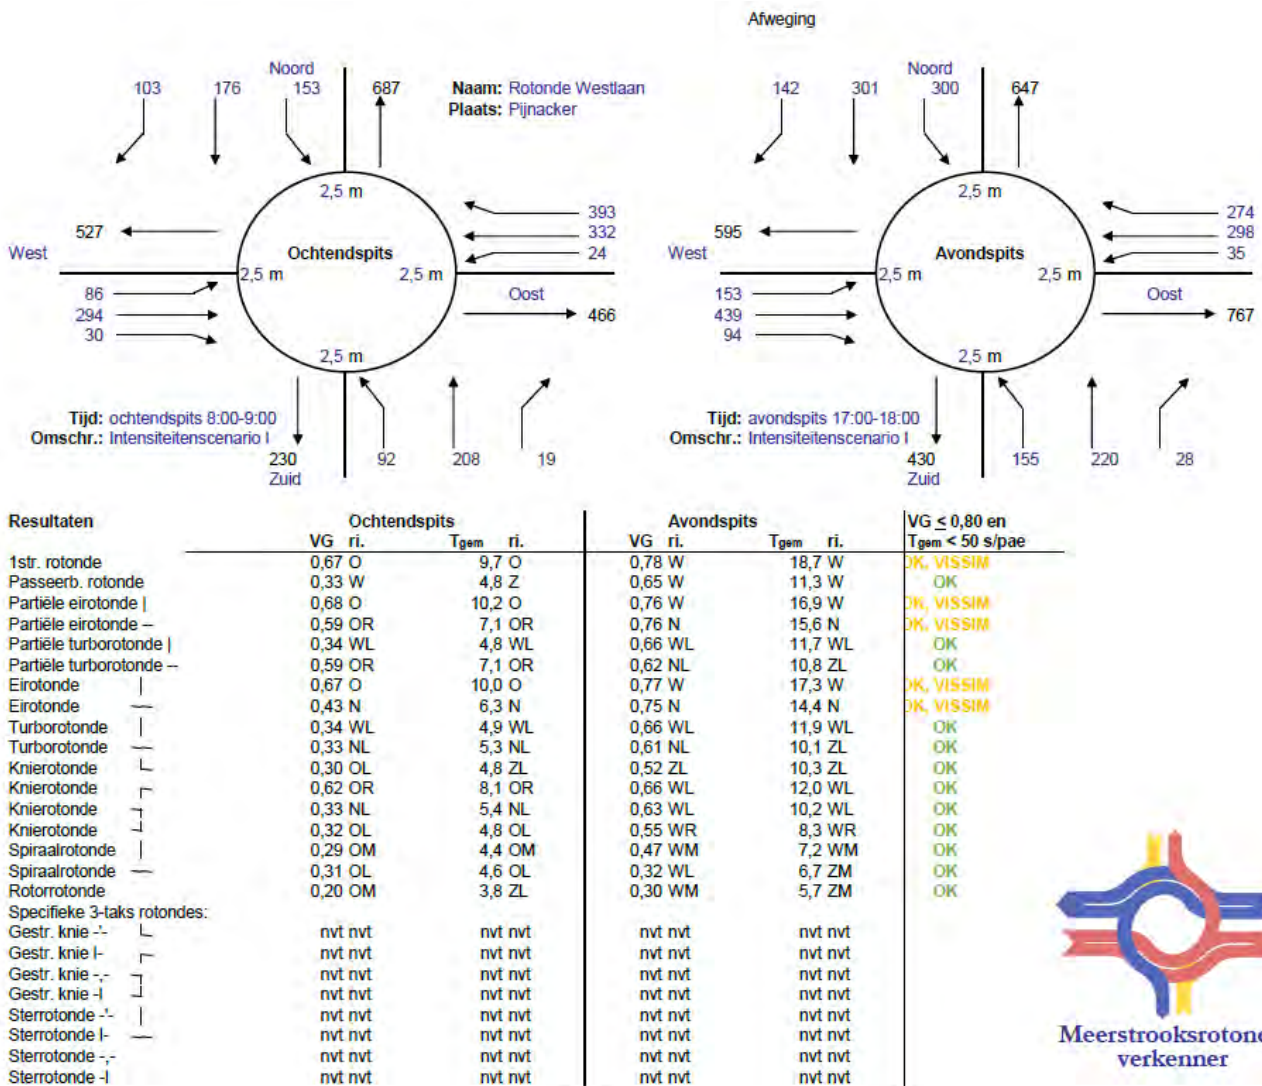 Afweging
Noord
103 176 153 687
Naam: Rotonde Westlaan
Plaats: Pijnacker
2,5 m
393
332
24
527
West
Ochtendspits
2,5 m 2,5 m
86
294
30
Oost
466
2,5 m
Tijd: ochtendspits 8:00-9:00
Omschr.: Intensiteitenscenario I
230 92 208 19
Zuid
Noord
142 301 300 647
2,5 m
274
298
35
595
West
Avondspits
2,5 m 2,5 m
153
439
94
Oost
767
2,5 m
Tijd: avondspits 17:00-18:00
Omschr.: Intensiteitenscenario I
430 155 220 28
Zuid
Resultaten Ochtendspits Avondspits VG ≤ 0,80 en
VG ri. Tgem ri. VG ri. Tgem ri. Tgem < 50 s/pae
1str. rotonde 0,67 O 9,7 O 0,78 W 18,7 W OK, VISSIM
Passeerb. rotonde 0,33 W 4,8 Z 0,65 W 11,3 W OK
Partiële eirotonde | 0,68 O 10,2 O 0,76 W 16,9 W OK, VISSIM
Partiële eirotonde -- 0,59 OR 7,1 OR 0,76 N 15,6 N OK, VISSIM
Partiële turborotonde | 0,34 WL 4,8 WL 0,66 WL 11,7 WL OK
Partiële turborotonde -- 0,59 OR 7,1 OR 0,62 NL 10,8 ZL OK
Eirotonde 0,67 O 10,0 O 0,77 W 17,3 W OK, VISSIM
Eirotonde 0,43 N 6,3 N 0,75 N 14,4 N OK, VISSIM
Turborotonde 0,34 WL 4,9 WL 0,66 WL 11,9 WL OK
Turborotonde 0,33 NL 5,3 NL 0,61 NL 10,1 ZL OK
Knierotonde 0,30 OL 4,8 ZL 0,52 ZL 10,3 ZL OK
Knierotonde 0,62 OR 8,1 OR 0,66 WL 12,0 WL OK
Knierotonde 0,33 NL 5,4 NL 0,63 WL 10,2 WL OK
Knierotonde 0,32 OL 4,8 OL 0,55 WR 8,3 WR OK
Spiraalrotonde 0,29 OM 4,4 OM 0,47 WM 7,2 WM OK
Spiraalrotonde 0,31 OL 4,6 OL 0,32 WL 6,7 ZM OK
Rotorrotonde 0,20 OM 3,8 ZL 0,30 WM 5,7 ZM OK
Specifieke 3-taks rotondes:
Gestr. knie -'- nvt nvt nvt nvt nvt nvt nvt nvt
Gestr. knie I- nvt nvt nvt nvt nvt nvt nvt nvt
Gestr. knie -,- nvt nvt nvt nvt nvt nvt nvt nvt
Gestr. knie -I nvt nvt nvt nvt nvt nvt nvt nvt
Sterrotonde -'- nvt nvt nvt nvt nvt nvt nvt nvt
Sterrotonde I- nvt nvt nvt nvt nvt nvt nvt nvt
Sterrotonde -,- nvt nvt nvt nvt nvt nvt nvt nvt
Sterrotonde -I nvt nvt nvt nvt nvt nvt nvt nvt
Meerstrooksrotond
verkenner